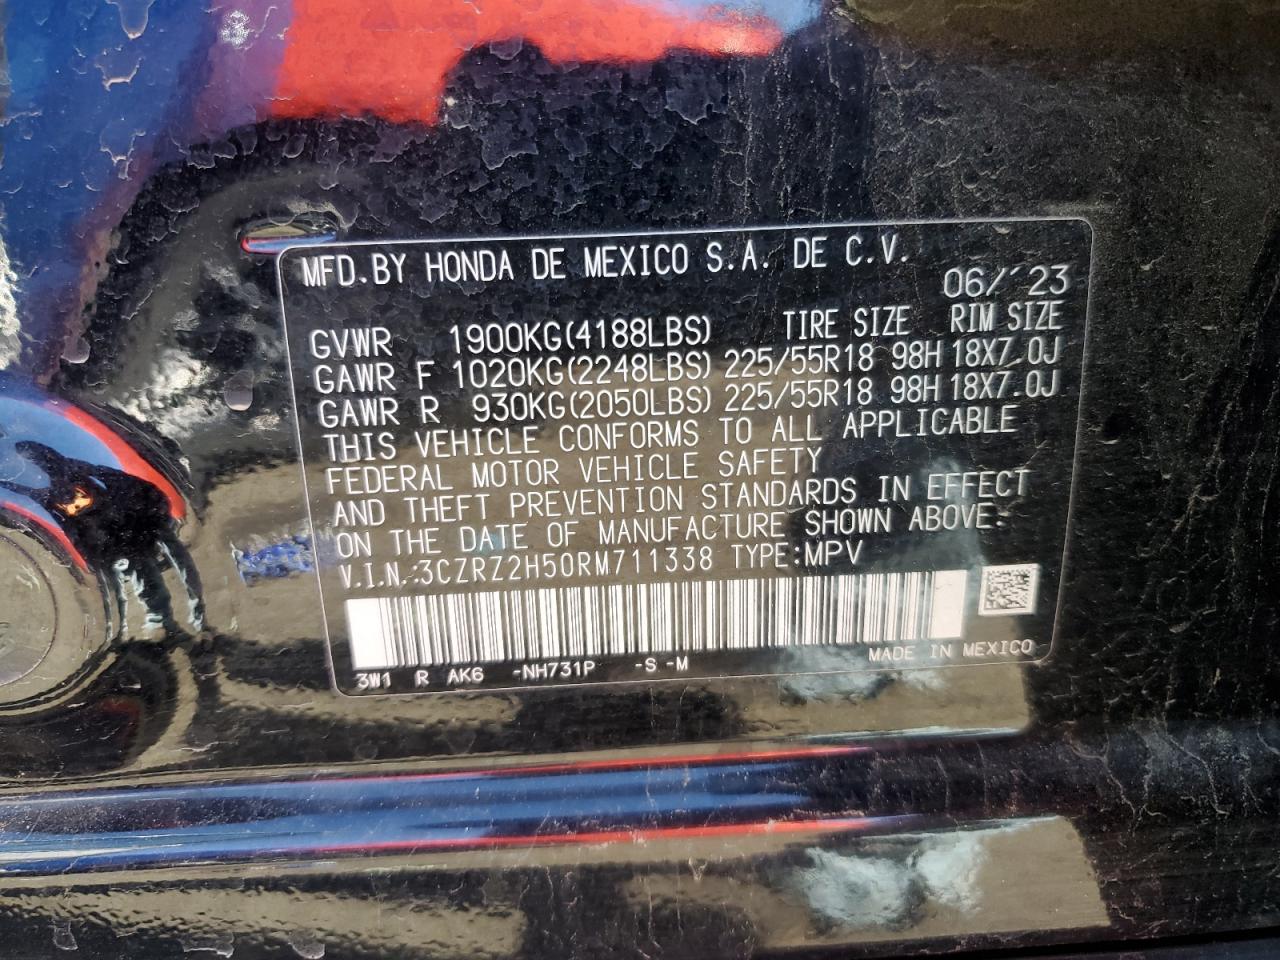 MFD.BY HONDA DE MEXICO S.A. DE C.V.
06/'23
GVWR 1900KG(4188LBS) TIRE SIZE RIM SIZE
GAWR F 1020KG(2248LBS) 225/55R18 98H 18X7.0J
GAWR R 930KG(2050LBS) 225/55R18 98H 18X7.0J
THIS VEHICLE CONFORMS TO ALL APPLICABLE
FEDERAL MOTOR VEHICLE SAFETY
AND THEFT PREVENTION STANDARDS IN EFFECT
ON THE DATE OF MANUFACTURE SHOWN ABOVE.
V.I.N.:3CZRZ2H50RM711338 TYPE:MPV
3W1 R AK6 -NH731P -S -M MADE IN MEXICO